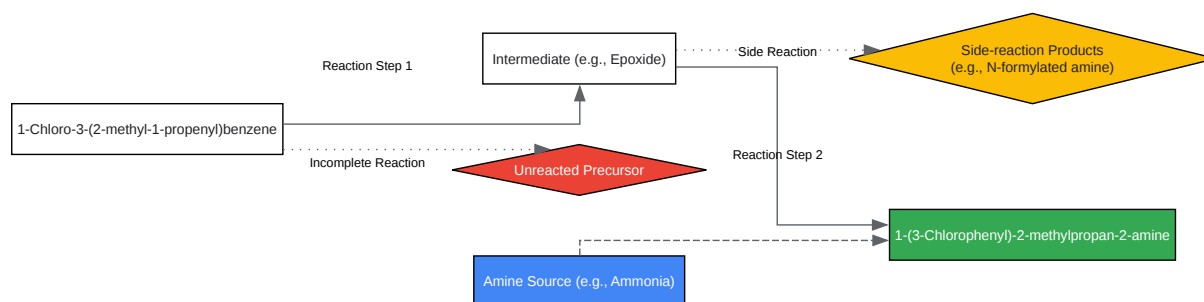 Reaction Step 1
Intermediate (e.g., Epoxide)
Side Reaction
Side-reaction Products
(e.g., N-formylated amine)
1-Chloro-3-(2-methyl-1-propenyl)benzene
Incomplete Reaction
Unreacted Precursor
Reaction Step 2
1-(3-Chlorophenyl)-2-methylpropan-2-amine
Amine Source (e.g., Ammonia)